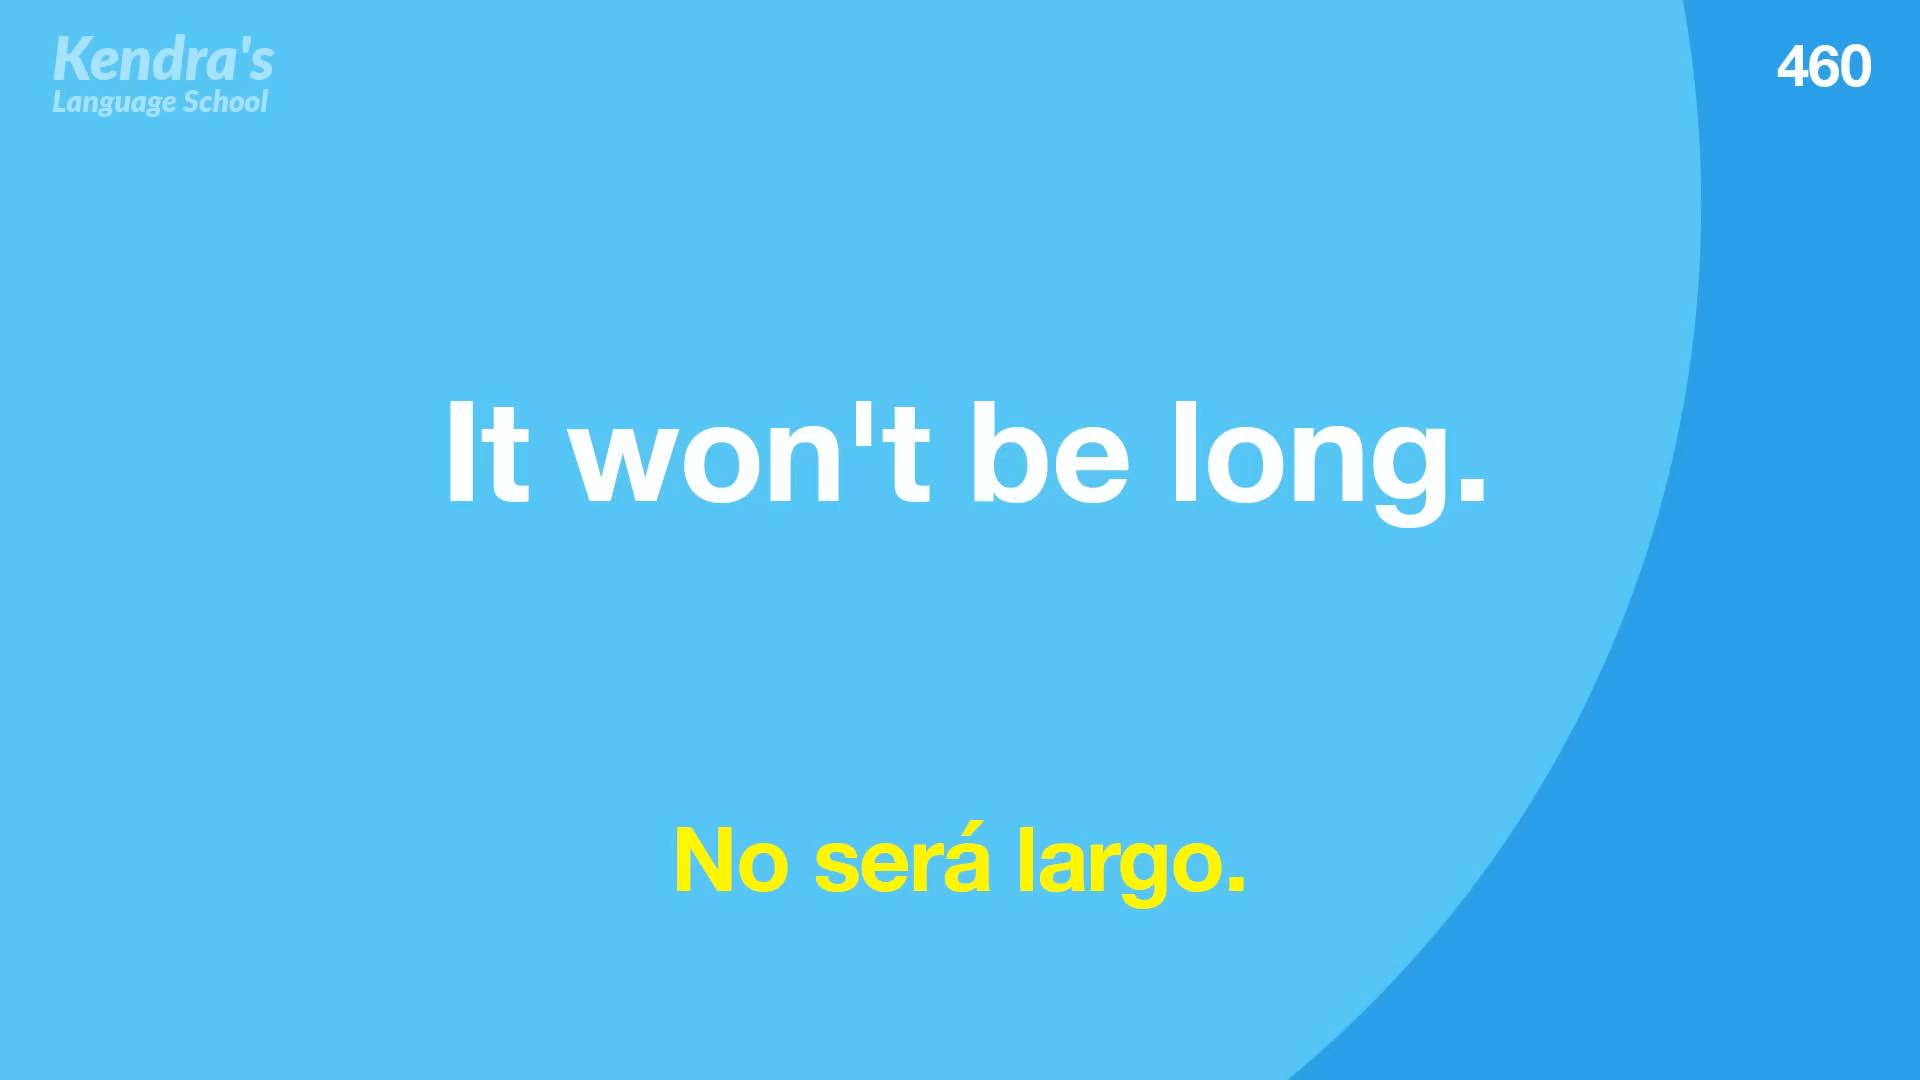 Kendra's
Language School
460
It won't be long.
No será largo.